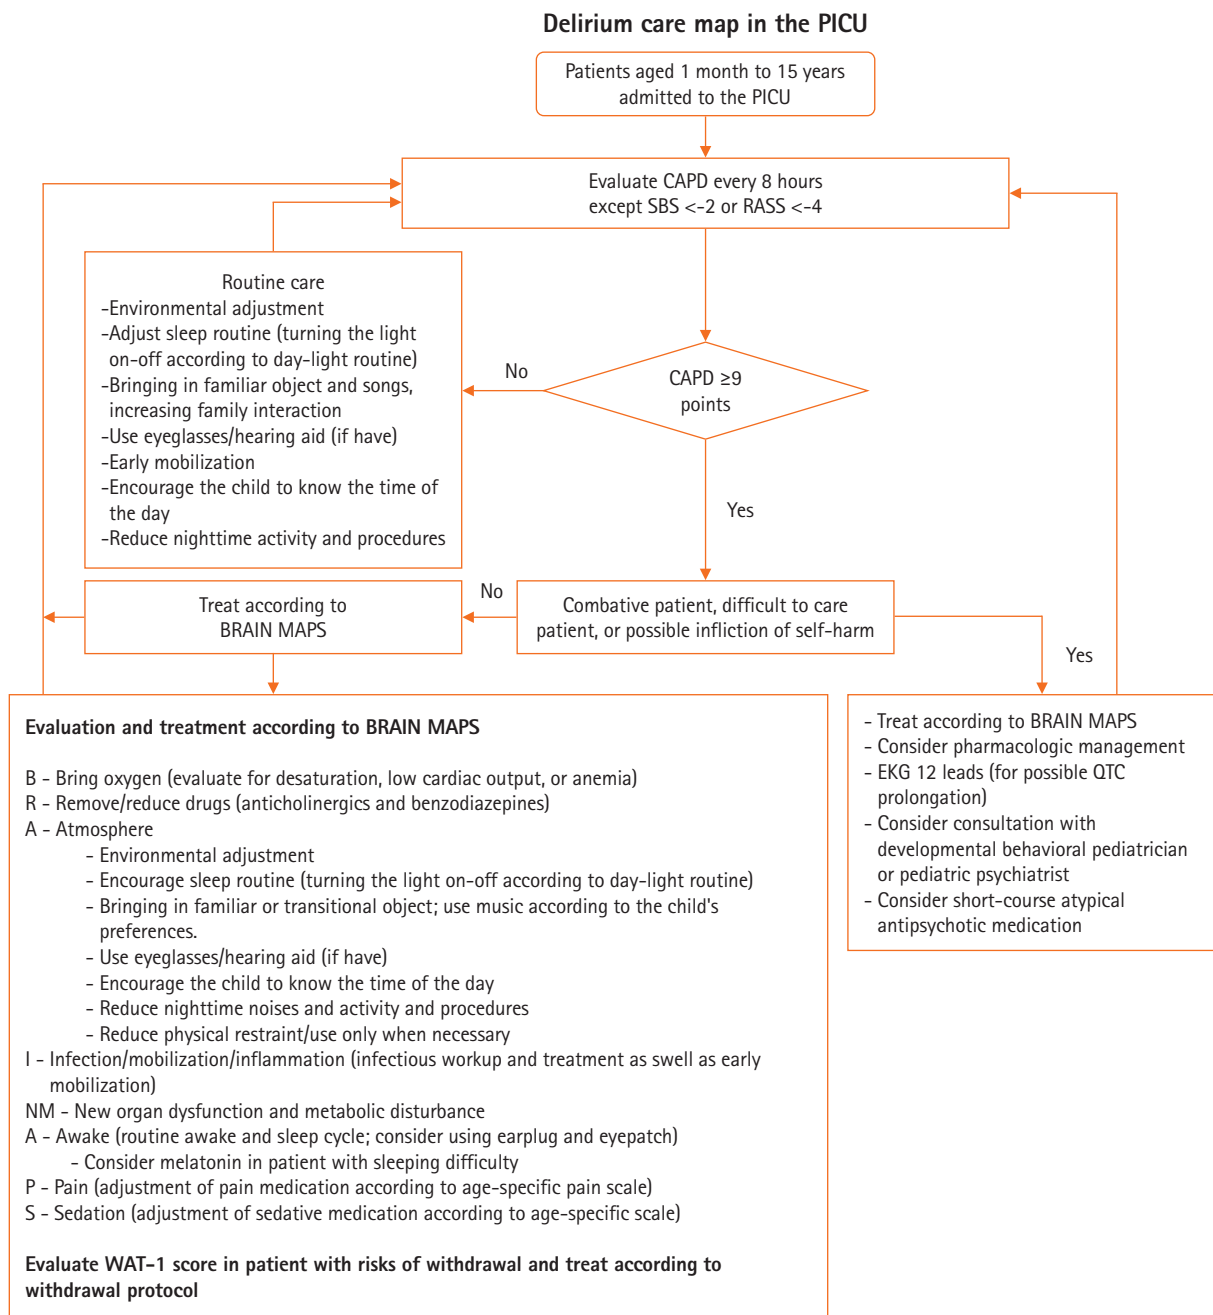 Delirium care map in the PICU
Patients aged 1 month to 15 years
admitted to the PICU
Evaluate CAPD every 8 hours
except SBS <-2 or RASS <-4
Routine care
-Environmental adjustment
-Adjust sleep routine (turning the light
on-off according to day-light routine)
-Bringing in familiar object and songs,
increasing family interaction
-Use eyeglasses/hearing aid (if have)
-Early mobilization
-Encourage the child to know the time of
the day
-Reduce nighttime activity and procedures
No
CAPD ≥9
points
Yes
Treat according to
BRAIN MAPS
No
Combative patient, difficult to care
patient, or possible infliction of self-harm
Yes
Evaluation and treatment according to BRAIN MAPS
B - Bring oxygen (evaluate for desaturation, low cardiac output, or anemia)
R - Remove/reduce drugs (anticholinergics and benzodiazepines)
A - Atmosphere
- Environmental adjustment
- Encourage sleep routine (turning the light on-off according to day-light routine)
- Bringing in familiar or transitional object; use music according to the child's
preferences.
- Use eyeglasses/hearing aid (if have)
- Encourage the child to know the time of the day
- Reduce nighttime noises and activity and procedures
- Reduce physical restraint/use only when necessary
I - Infection/mobilization/inflammation (infectious workup and treatment as swell as early
mobilization)
NM - New organ dysfunction and metabolic disturbance
A - Awake (routine awake and sleep cycle; consider using earplug and eyepatch)
- Consider melatonin in patient with sleeping difficulty
P - Pain (adjustment of pain medication according to age-specific pain scale)
S - Sedation (adjustment of sedative medication according to age-specific scale)
Evaluate WAT-1 score in patient with risks of withdrawal and treat according to
withdrawal protocol
- Treat according to BRAIN MAPS
- Consider pharmacologic management
- EKG 12 leads (for possible QTC
prolongation)
- Consider consultation with
developmental behavioral pediatrician
or pediatric psychiatrist
- Consider short-course atypical
antipsychotic medication